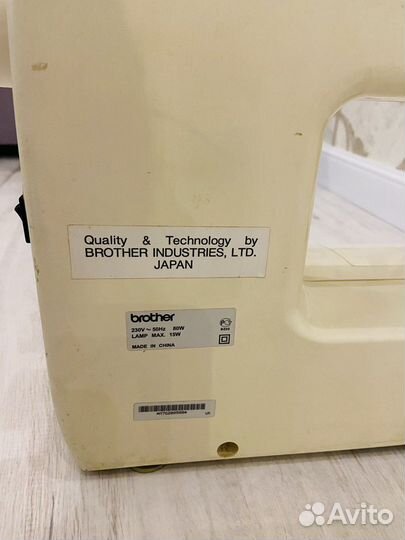 Quality & Technology by
BROTHER INDUSTRIES, LTD.
JAPAN
brother
230V ~ 50Hz 80W
LAMP MAX. 15W
MADE IN CHINA
Avito